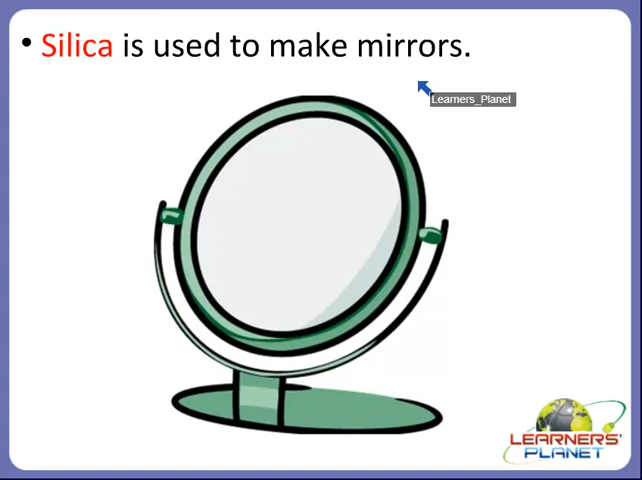 • Silica is used to make mirrors.
Learners_Planet
LEARNERS'
PLANET